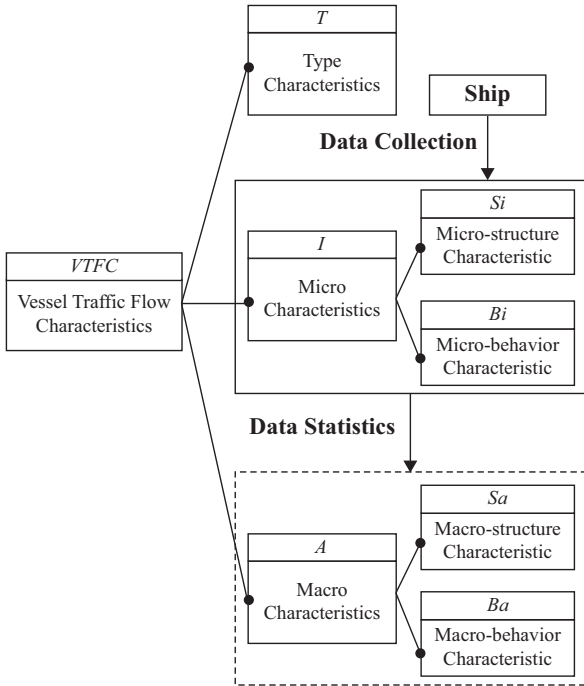 T
Type
Characteristics
Ship
Data Collection
Si
Micro-structure
Characteristic
I
Micro
Characteristics
VTFC
Vessel Traffic Flow
Characteristics
Bi
Micro-behavior
Characteristic
Data Statistics
Sa
Macro-structure
Characteristic
A
Macro
Characteristics
Ba
Macro-behavior
Characteristic